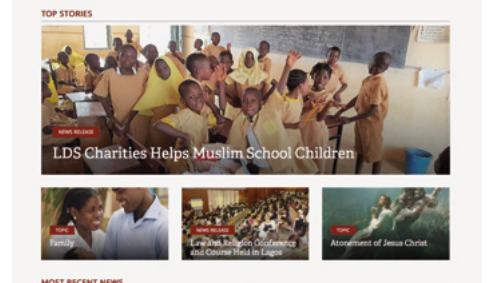 TOP STORIES
NEWS RELEASE
LDS Charities Helps Muslim School Children
TOPIC
Family
NEWS RELEASE
Law and Religion Conference
and Course Held in Lagos
TOPIC
Atonement of Jesus Christ
MOST RECENT NEWS